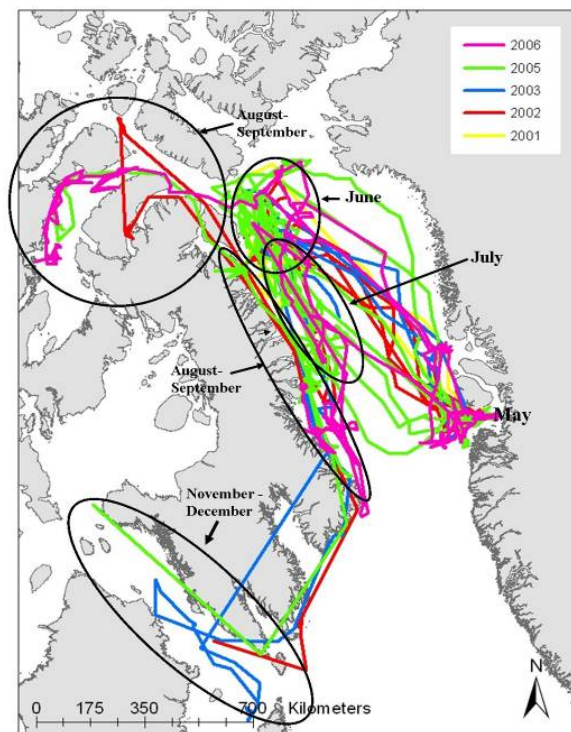 2006
2005
2003
2002
2001
August-
September
June
July
August-
September
May
November -
December
N
0 175 350 700 Kilometers